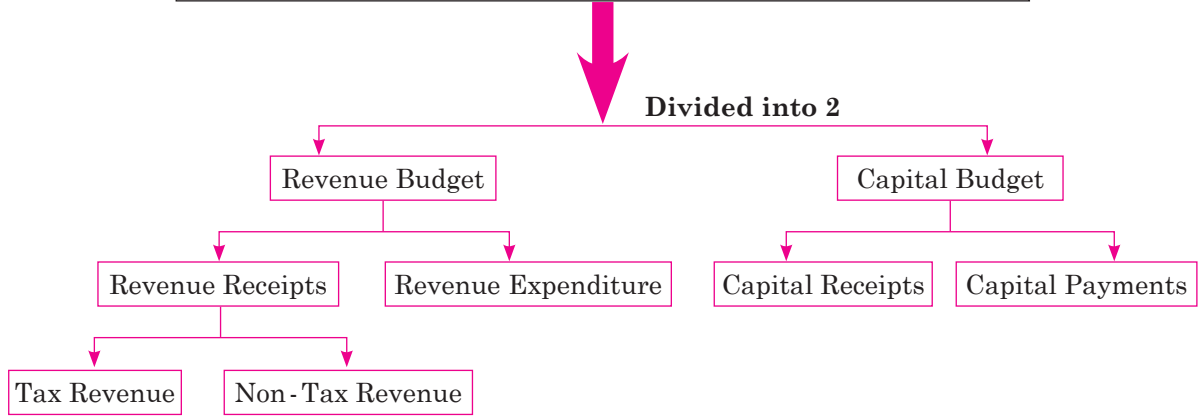 Divided into 2
Revenue Budget
Capital Budget
Revenue Receipts
Revenue Expenditure
Capital Receipts
Capital Payments
Tax Revenue
Non-Tax Revenue